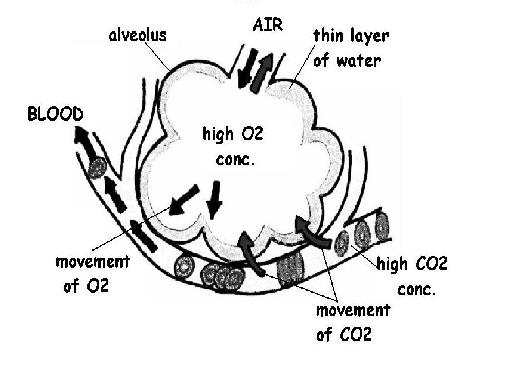 AIR
alveolus
thin layer
of water
BLOOD
high O2
conc.
movement
of O2
high CO2
conc.
movement
of CO2